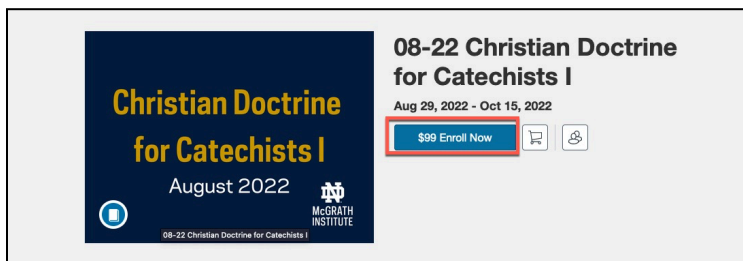 Christian Doctrine
for Catechists I
August 2022
McGRATH
INSTITUTE
08-22 Christian Doctrine for Catechists I
08-22 Christian Doctrine
for Catechists I
Aug 29, 2022 - Oct 15, 2022
$99 Enroll Now